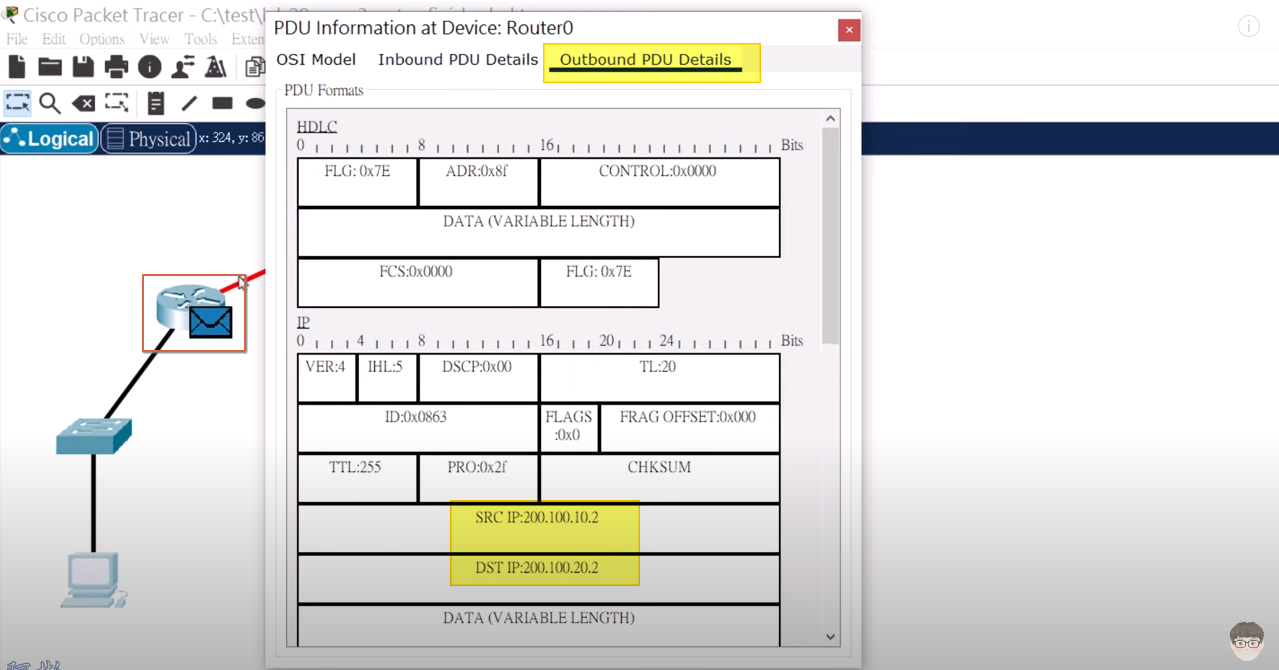 Cisco Packet Tracer - C:\test\
PDU Information at Device: Router0
File Edit Options View Tools Exten
OSI Model Inbound PDU Details Outbound PDU Details
PDU Formats
Logical Physical x: 324, y: 86
HDLC
0 8 16 Bits
FLG: 0x7E ADR:0x8f CONTROL:0x0000
DATA (VARIABLE LENGTH)
FCS:0x0000 FLG: 0x7E
IP
0 4 8 16 20 24 Bits
VER:4 IHL:5 DSCP:0x00 TL:20
ID:0x0863 FLAGS:0x0 FRAG OFFSET:0x000
TTL:255 PRO:0x2f CHKSUM
SRC IP:200.100.10.2
DST IP:200.100.20.2
DATA (VARIABLE LENGTH)